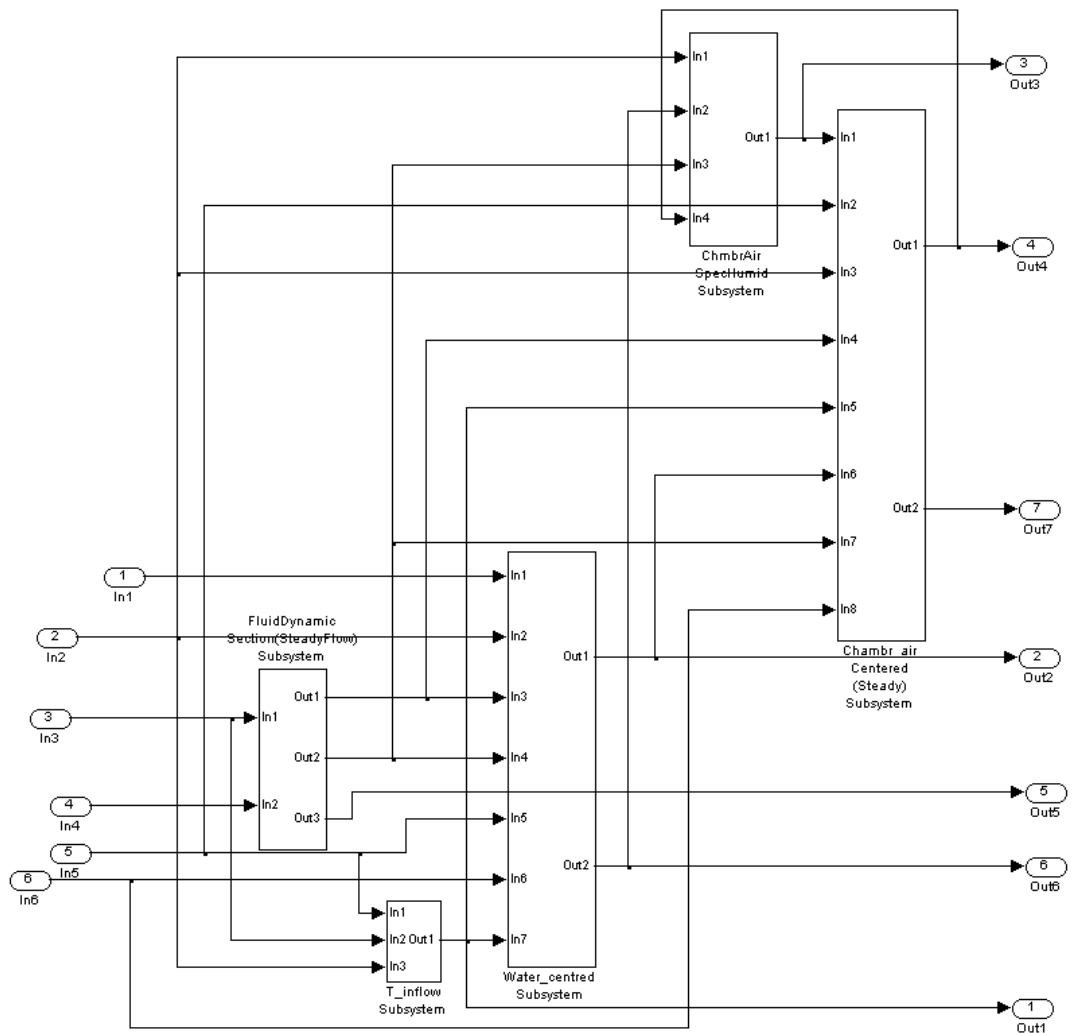 In1
In2
In3
In4
Out1
ChmbrAir
SpecHumid
Subsystem
3
Out3
In1
In2
In3
In4
In5
In6
In7
In8
Out1
Out2
Chambr_air
Centered
(Steady)
Subsystem
4
Out4
7
Out7
1
In1
2
In2
3
In3
4
In4
5
In5
6
In6
FluidDynamic
Section(SteadyFlow)
Subsystem
In1
In2
Out1
Out2
Out3
In1
In2
In3
Out1
T_inflow
Subsystem
In1
In2
In3
In4
In5
In6
In7
Out1
Out2
Water_centred
Subsystem
2
Out2
5
Out5
6
Out6
1
Out1